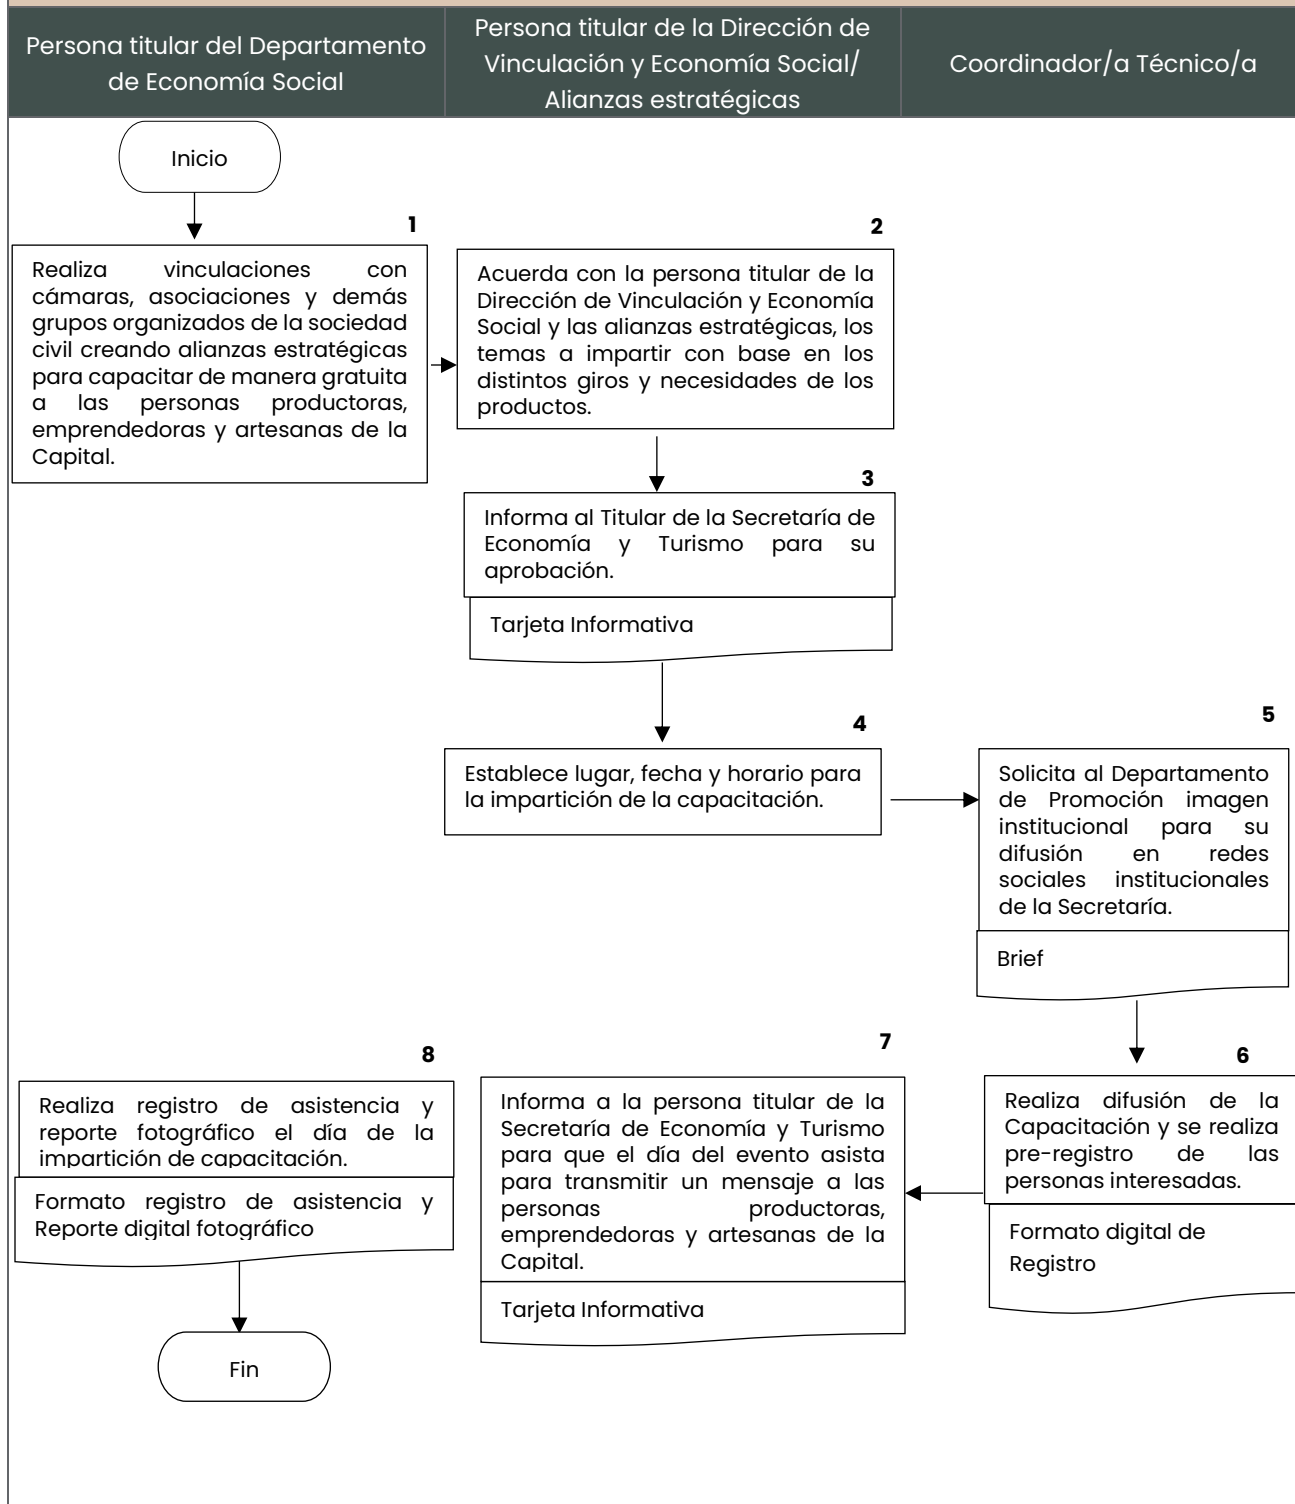 Persona titular del Departamento
de Economía Social
Persona titular de la Dirección de
Vinculación y Economía Social/
Alianzas estratégicas
Coordinador/a Técnico/a
Inicio
1
Realiza vinculaciones con
cámaras, asociaciones y demás
grupos organizados de la sociedad
civil creando alianzas estratégicas
para capacitar de manera gratuita
a las personas productoras,
emprendedoras y artesanas de la
Capital.
2
Acuerda con la persona titular de la
Dirección de Vinculación y Economía
Social y las alianzas estratégicas, los
temas a impartir con base en los
distintos giros y necesidades de los
productos.
3
Informa al Titular de la Secretaría de
Economía y Turismo para su
aprobación.
Tarjeta Informativa
4
Establece lugar, fecha y horario para
la impartición de la capacitación.
5
Solicita al Departamento
de Promoción imagen
institucional para su
difusión en redes
sociales institucionales
de la Secretaría.
Brief
6
Realiza difusión de la
Capacitación y se realiza
pre-registro de las
personas interesadas.
Formato digital de
Registro
7
Informa a la persona titular de la
Secretaría de Economía y Turismo
para que el día del evento asista
para transmitir un mensaje a las
personas productoras,
emprendedoras y artesanas de la
Capital.
Tarjeta Informativa
8
Realiza registro de asistencia y
reporte fotográfico el día de la
impartición de capacitación.
Formato registro de asistencia y
Reporte digital fotográfico
Fin